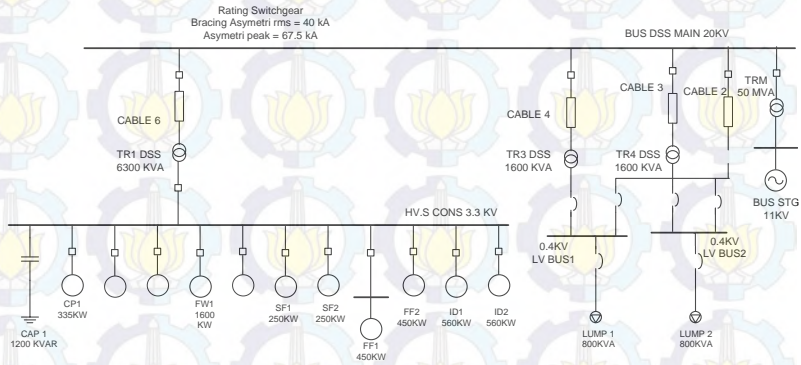 Rating Switchgear
Bracing Asymetri rms = 40 kA
Asymetri peak = 67.5 kA
BUS DSS MAIN 20KV
CABLE 6
TR1 DSS
6300 KVA
CABLE 4
TR3 DSS
1600 KVA
CABLE 3
TR4 DSS
1600 KVA
CABLE 2
TRM
50 MVA
BUS STG
11KV
HV.S CONS 3.3 KV
0.4KV
LV BUS1
0.4KV
LV BUS2
CAP 1
1200 KVAR
CP1
335KW
FW1
1600
KW
SF1
250KW
SF2
250KW
FF1
450KW
FF2
450KW
ID1
560KW
ID2
560KW
LUMP 1
800KVA
LUMP 2
800KVA